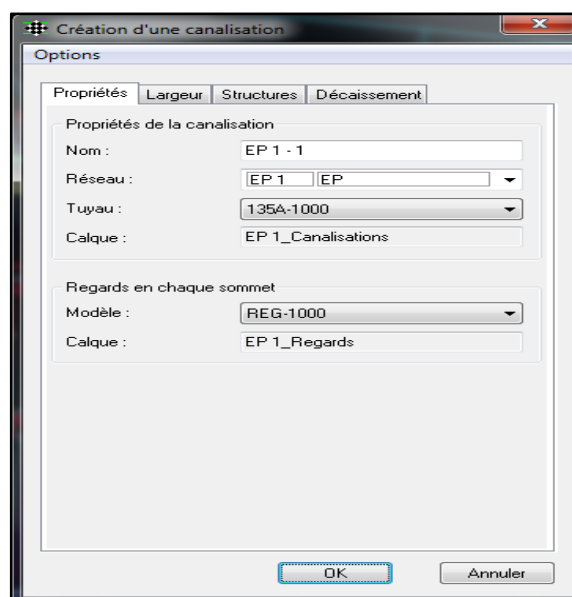 Création d'une canalisation
Options
Propriétés Largeur Structures Décaissement
Propriétés de la canalisation
Nom : EP 1 - 1
Réseau : EP 1 EP
Tuyau : 135A-1000
Calque : EP 1_Canalisations
Regards en chaque sommet
Modèle : REG-1000
Calque : EP 1_Regards
OK Annuler